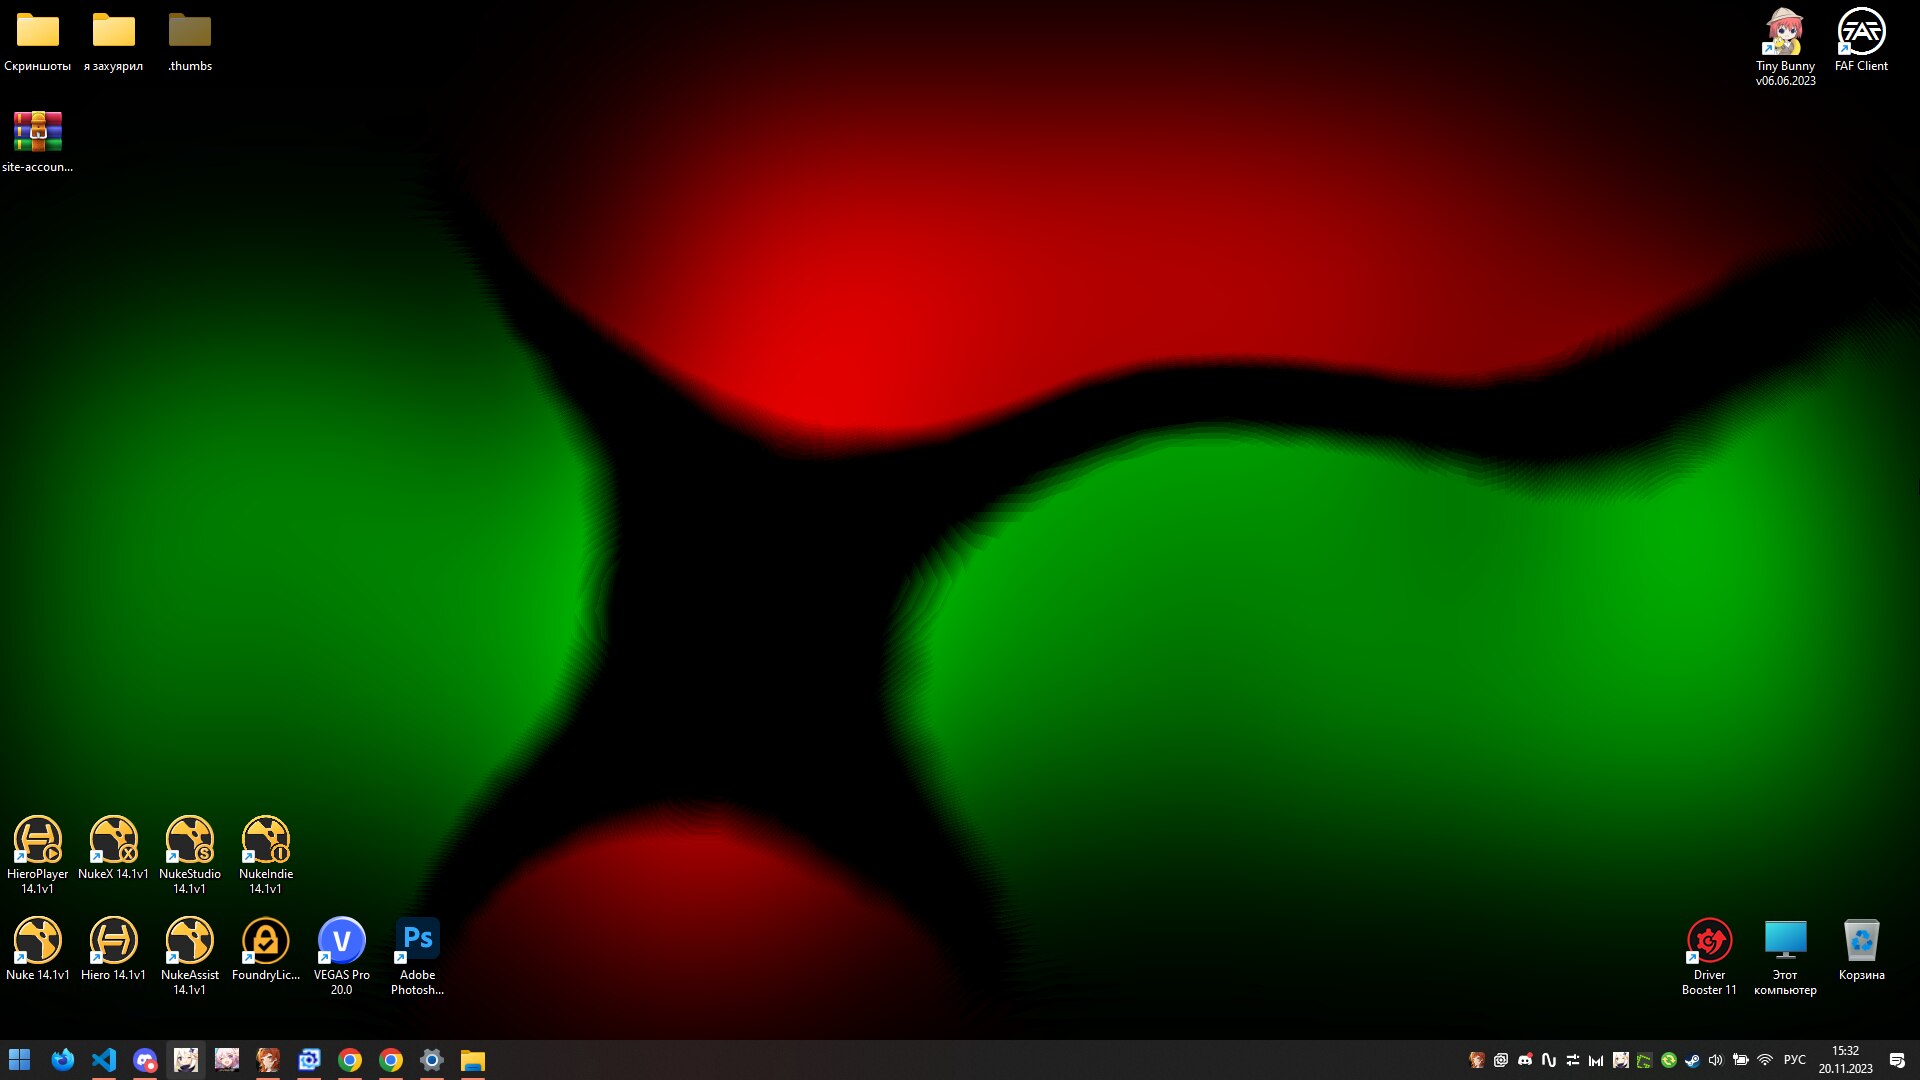 Скриншоты
я захуярил
.thumbs
Tiny Bunny
v06.06.2023
FAF Client
FAF
site-accoun...
HieroPlayer
14.1v1
NukeX 14.1v1
NukeStudio
14.1v1
NukeIndie
14.1v1
Nuke 14.1v1
Hiero 14.1v1
NukeAssist
14.1v1
FoundryLic...
V
VEGAS Pro
20.0
Ps
Adobe
Photosh...
Driver
Booster 11
Этот
компьютер
Корзина
РУС
15:32
20.11.2023